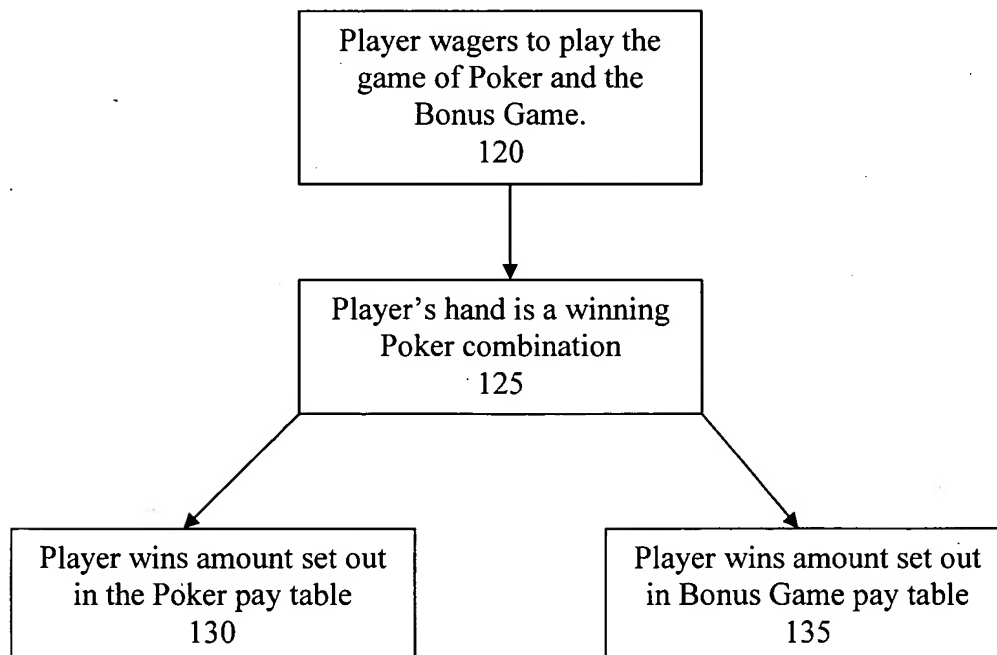 Player wagers to play the
game of Poker and the
Bonus Game.
120
Player's hand is a winning
Poker combination
125
Player wins amount set out
in the Poker pay table
130
Player wins amount set out
in Bonus Game pay table
135